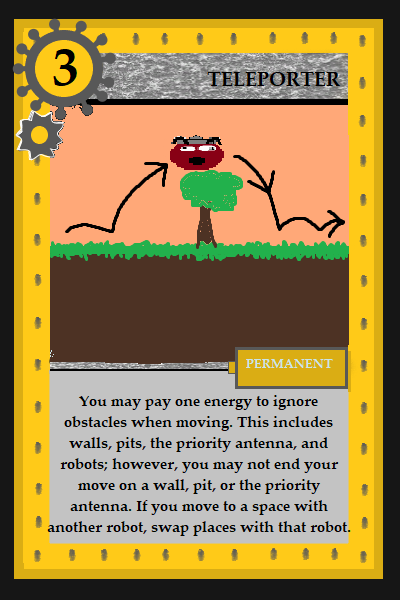 3
TELEPORTER
PERMANENT
You may pay one energy to ignore
obstacles when moving. This includes
walls, pits, the priority antenna, and
robots; however, you may not end your
move on a wall, pit, or the priority
antenna. If you move to a space with
another robot, swap places with that robot.